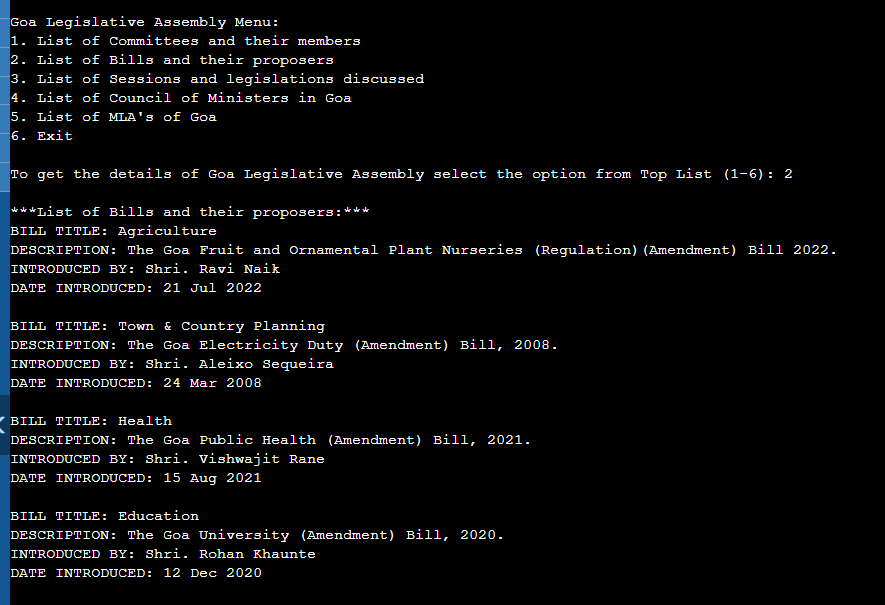 Goa Legislative Assembly Menu:
1. List of Committees and their members
2. List of Bills and their proposers
3. List of Sessions and legislations discussed
4. List of Council of Ministers in Goa
5. List of MLA's of Goa
6. Exit
To get the details of Goa Legislative Assembly select the option from Top List (1-6): 2
***List of Bills and their proposers:***
BILL TITLE: Agriculture
DESCRIPTION: The Goa Fruit and Ornamental Plant Nurseries (Regulation)(Amendment) Bill 2022.
INTRODUCED BY: Shri. Ravi Naik
DATE INTRODUCED: 21 Jul 2022
BILL TITLE: Town & Country Planning
DESCRIPTION: The Goa Electricity Duty (Amendment) Bill, 2008.
INTRODUCED BY: Shri. Aleixo Sequeira
DATE INTRODUCED: 24 Mar 2008
BILL TITLE: Health
DESCRIPTION: The Goa Public Health (Amendment) Bill, 2021.
INTRODUCED BY: Shri. Vishwajit Rane
DATE INTRODUCED: 15 Aug 2021
BILL TITLE: Education
DESCRIPTION: The Goa University (Amendment) Bill, 2020.
INTRODUCED BY: Shri. Rohan Khaunte
DATE INTRODUCED: 12 Dec 2020